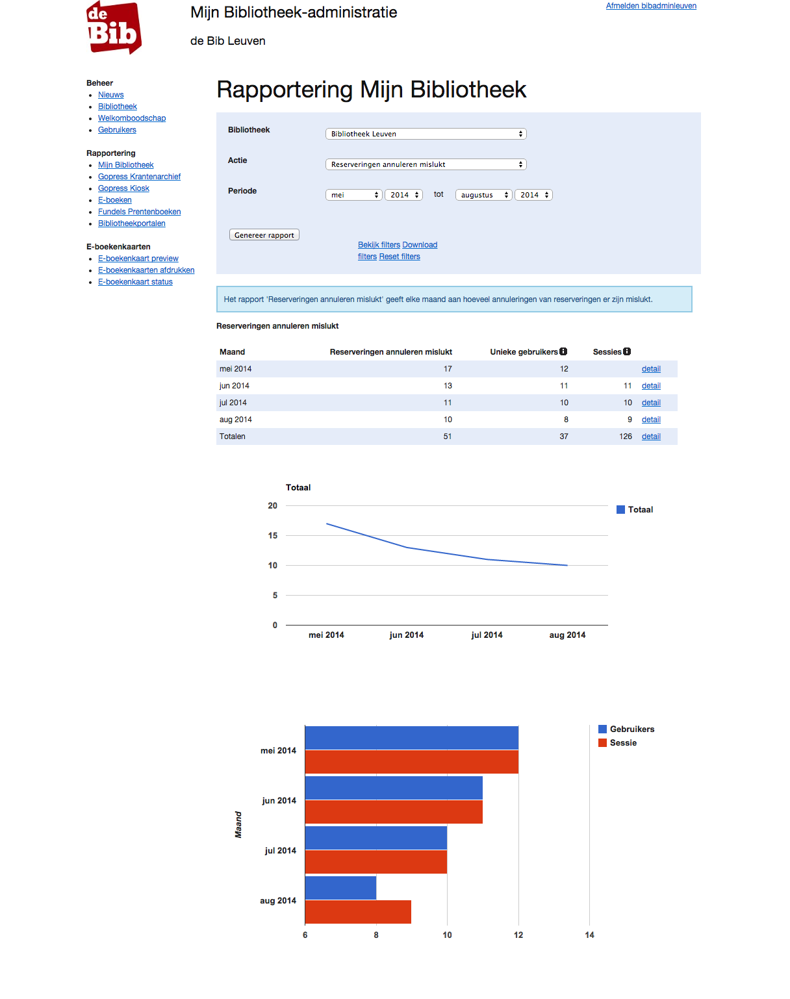 de
Bib
Mijn Bibliotheek-administratie
Afmelden bibadminleuven
de Bib Leuven
Beheer
Nieuws
Bibliotheek
Welkomboodschap
Gebruikers
Rapportering
Mijn Bibliotheek
Gopress Krantenarchief
Gopress Kiosk
E-boeken
Fundels Prentenboeken
Bibliotheekportalen
E-boekenkaarten
E-boekenkaart preview
E-boekenkaarten afdrukken
E-boekenkaart status
Rapportering Mijn Bibliotheek
Bibliotheek Bibliotheek Leuven
Actie Reserveringen annuleren mislukt
Periode mei 2014 tot augustus 2014
Genereer rapport
Bekijk filters Download
filters Reset filters
Het rapport 'Reserveringen annuleren mislukt' geeft elke maand aan hoeveel annuleringen van reserveringen er zijn mislukt.
Reserveringen annuleren mislukt
Maand Reserveringen annuleren mislukt Unieke gebruikers i Sessies i
mei 2014 17 12 detail
jun 2014 13 11 11 detail
jul 2014 11 10 10 detail
aug 2014 10 8 9 detail
Totalen 51 37 126 detail
Totaal
20
15
10
5
0
mei 2014 jun 2014 jul 2014 aug 2014
Totaal
Gebruikers
Sessie
Maand
mei 2014
jun 2014
jul 2014
aug 2014
6 8 10 12 14